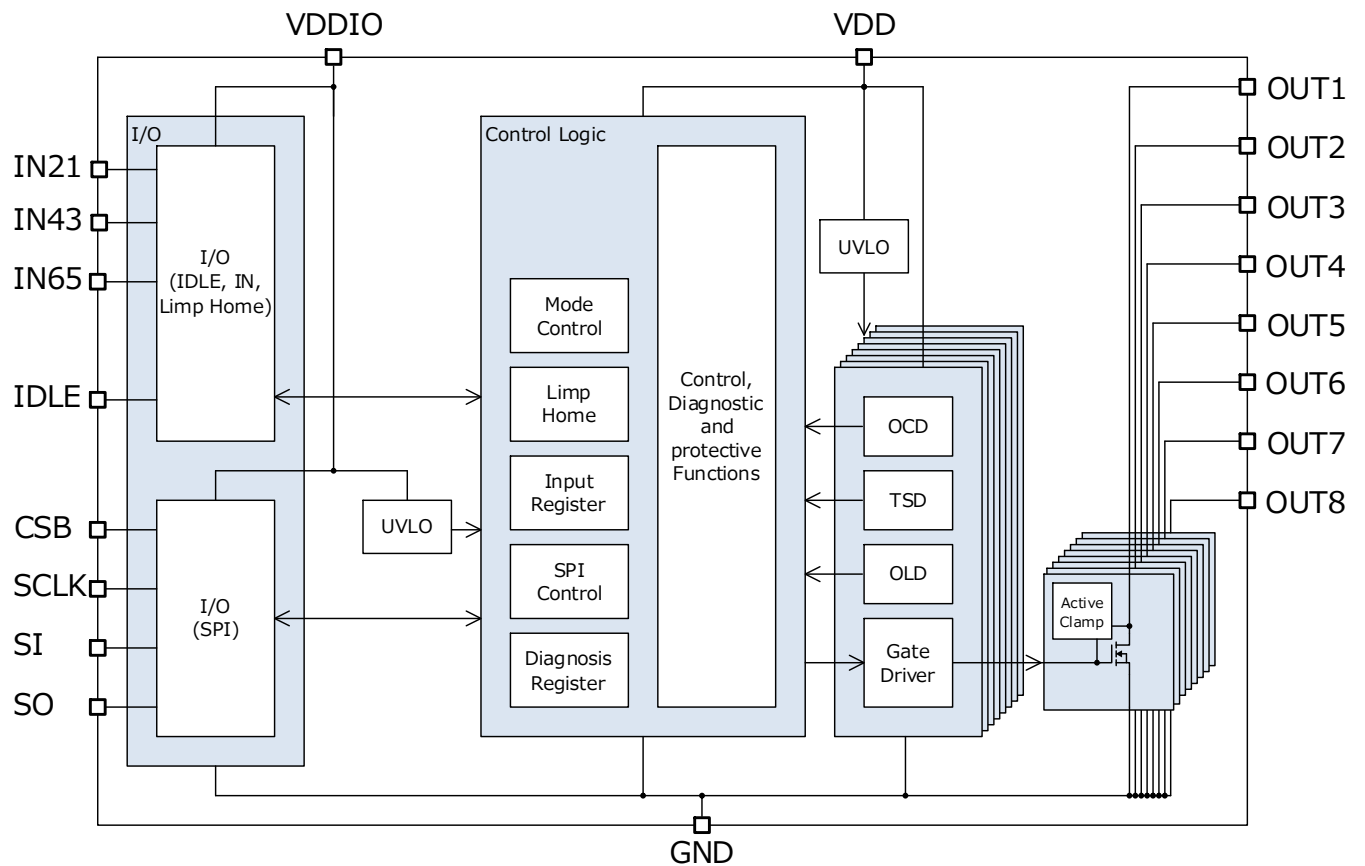 VDDIO
VDD
OUT1
OUT2
OUT3
OUT4
OUT5
OUT6
OUT7
OUT8
IN21
IN43
IN65
IDLE
CSB
SCLK
SI
SO
I/O
I/O
(IDLE, IN,
Limp Home)
I/O
(SPI)
UVLO
Control Logic
Mode
Control
Limp
Home
Input
Register
SPI
Control
Diagnosis
Register
Control,
Diagnostic
and
protective
Functions
UVLO
OCD
TSD
OLD
Gate
Driver
Active
Clamp
GND